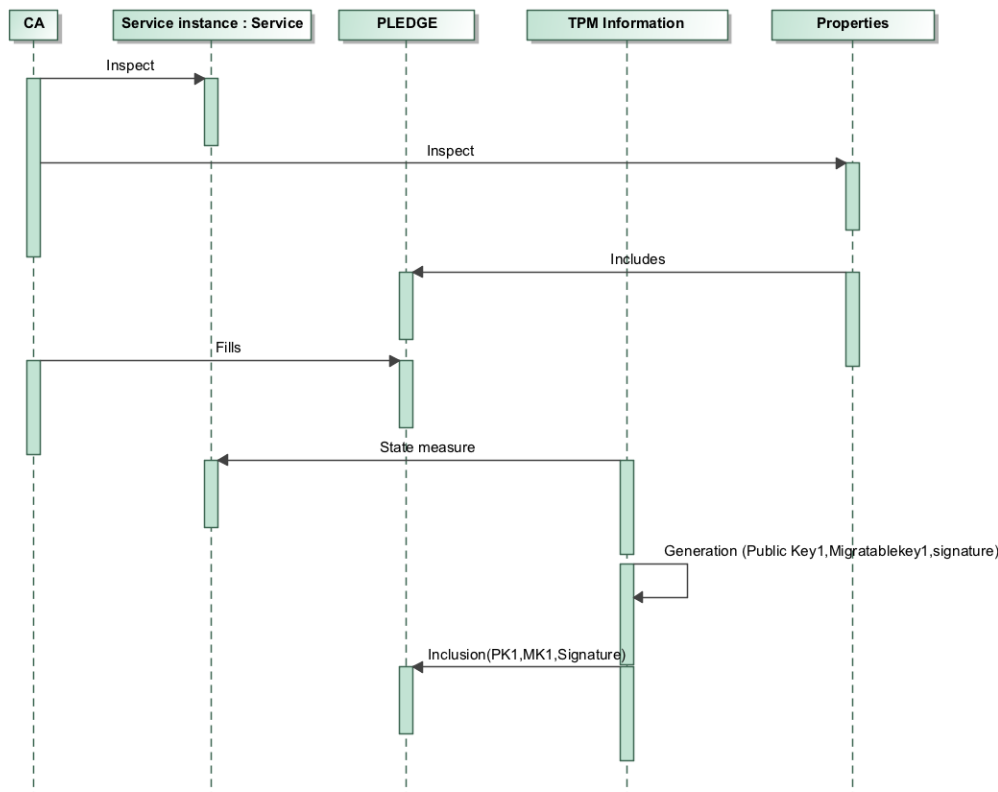 CA
Service instance : Service
PLEDGE
TPM Information
Properties
Inspect
Inspect
Includes
Fills
State measure
Generation (Public Key1,Migratablekey1,signature)
Inclusion(PK1,MK1,Signature)